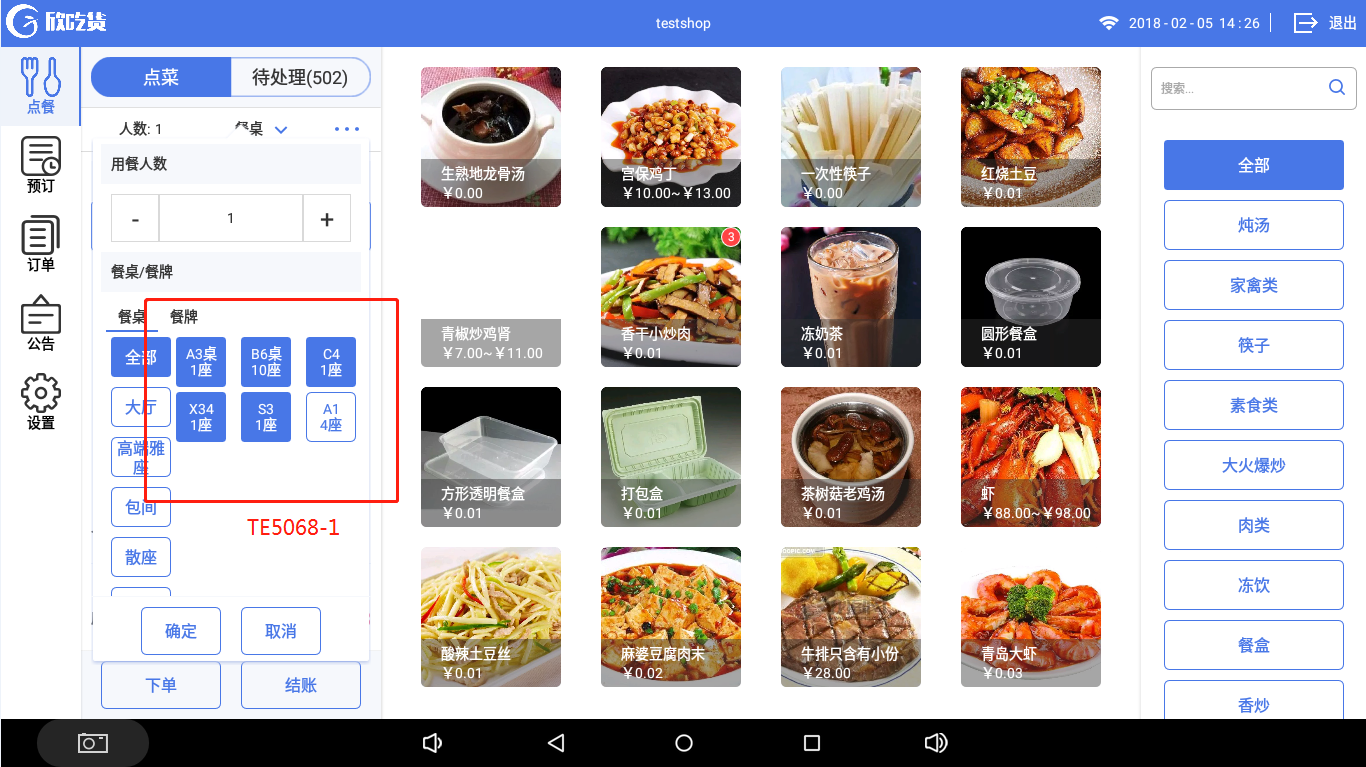 欣吃货
testshop
2018-02-05 14:26
退出
点餐
预订
订单
公告
设置
点菜
待处理(502)
人数: 1
餐桌
用餐人数
-
1
+
餐桌/餐牌
餐桌
餐牌
全部
大厅
高端雅座
包间
散座
A3桌
1座
B6桌
10座
C4
1座
X34
1座
S3
1座
A1
4座
TE5068-1
确定
取消
下单
结账
生熟地龙骨汤
￥0.00
宫保鸡丁
￥10.00~￥13.00
一次性筷子
￥0.00
红烧土豆
￥0.01
青椒炒鸡肾
￥7.00~￥11.00
3
香干小炒肉
￥0.01
冻奶茶
￥0.01
圆形餐盒
￥0.01
方形透明餐盒
￥0.01
打包盒
￥0.01
茶树菇老鸡汤
￥0.01
虾
￥88.00~￥98.00
酸辣土豆丝
￥0.01
麻婆豆腐肉末
￥0.02
牛排只含有小份
￥28.00
青岛大虾
￥0.03
搜索...
全部
炖汤
家禽类
筷子
素食类
大火爆炒
肉类
冻饮
餐盒
香炒